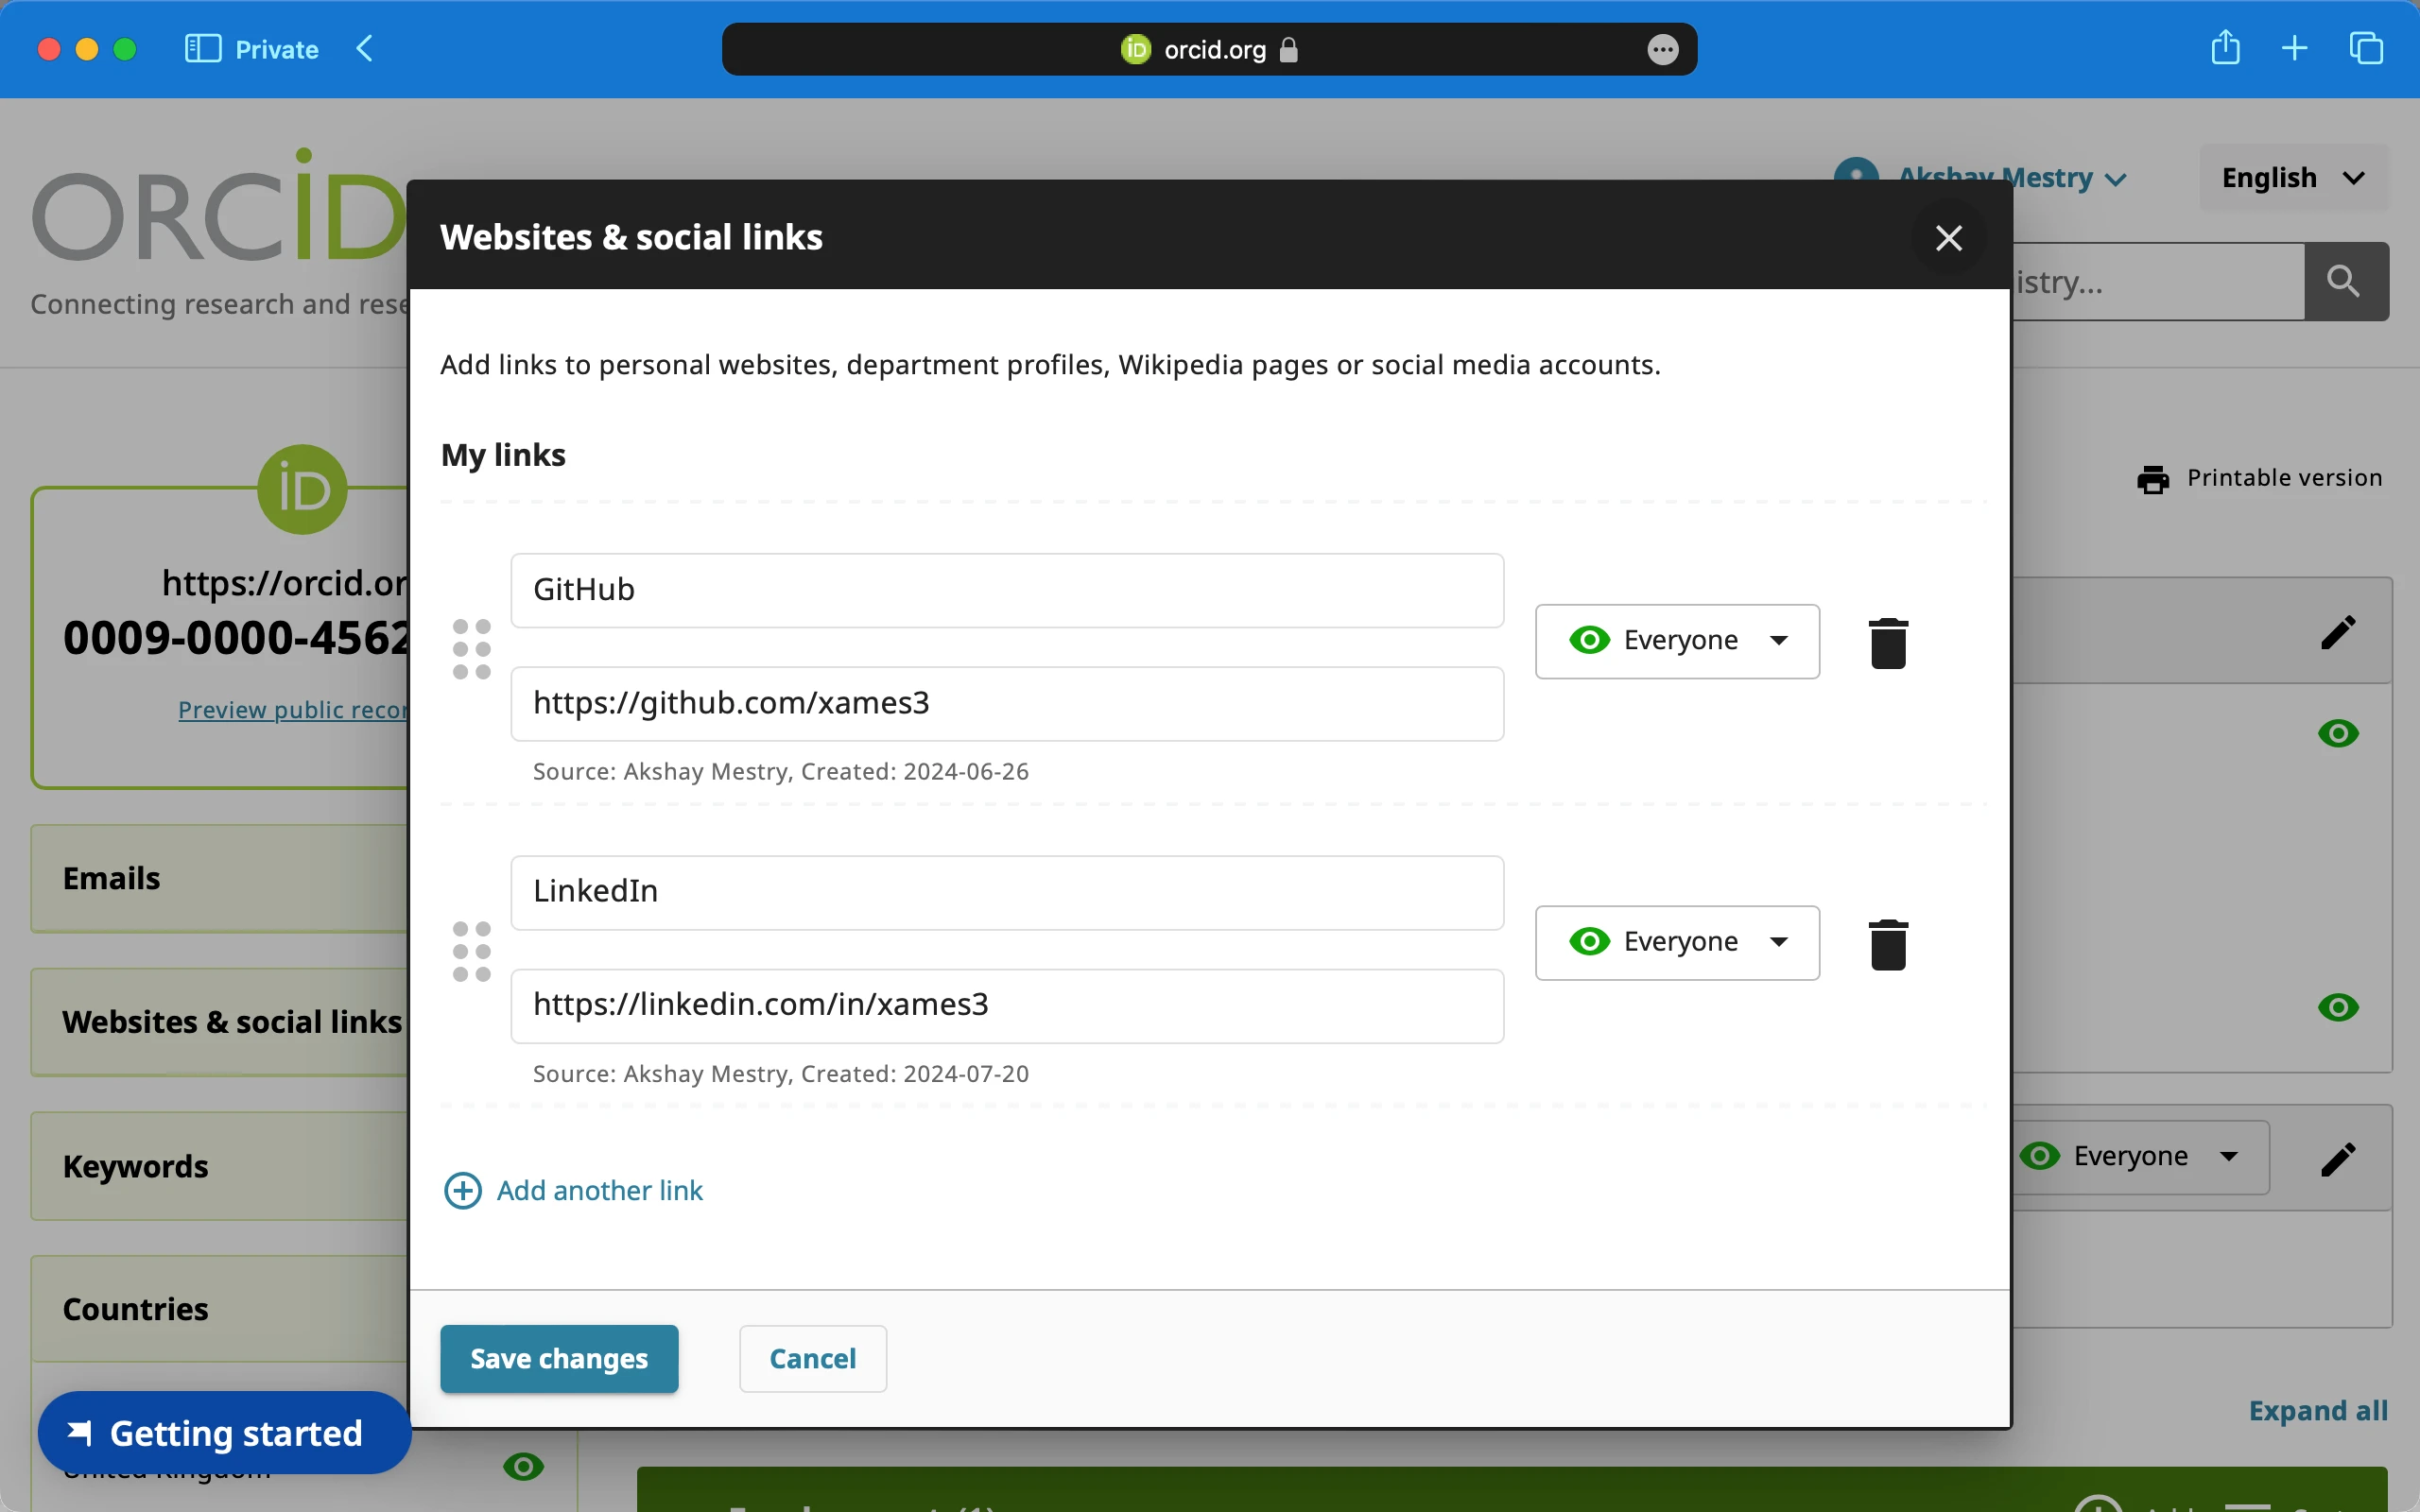 Private
orcid.org
ORCID
Connecting research and rese
Akshay Mestry
English
istry...
Printable version
https://orcid.or
0009-0000-4562
Preview public recor
Emails
Websites & social links
Keywords
Countries
United Kingdom
Getting started
Websites & social links
Add links to personal websites, department profiles, Wikipedia pages or social media accounts.
My links
GitHub
Everyone
https://github.com/xames3
Source: Akshay Mestry, Created: 2024-06-26
LinkedIn
Everyone
https://linkedin.com/in/xames3
Source: Akshay Mestry, Created: 2024-07-20
Add another link
Save changes
Cancel
Everyone
Expand all